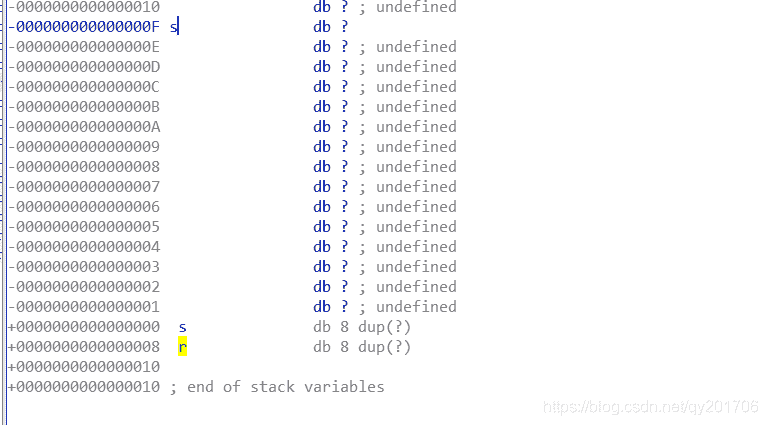 -0000000000000010 db ? ; undefined
-000000000000000F s db ?
-000000000000000E db ? ; undefined
-000000000000000D db ? ; undefined
-000000000000000C db ? ; undefined
-000000000000000B db ? ; undefined
-000000000000000A db ? ; undefined
-0000000000000009 db ? ; undefined
-0000000000000008 db ? ; undefined
-0000000000000007 db ? ; undefined
-0000000000000006 db ? ; undefined
-0000000000000005 db ? ; undefined
-0000000000000004 db ? ; undefined
-0000000000000003 db ? ; undefined
-0000000000000002 db ? ; undefined
-0000000000000001 db ? ; undefined
+0000000000000000 s db 8 dup(?)
+0000000000000008 r db 8 dup(?)
+0000000000000010
+0000000000000010 ; end of stack variables
https://blog.csdn.net/qy201706